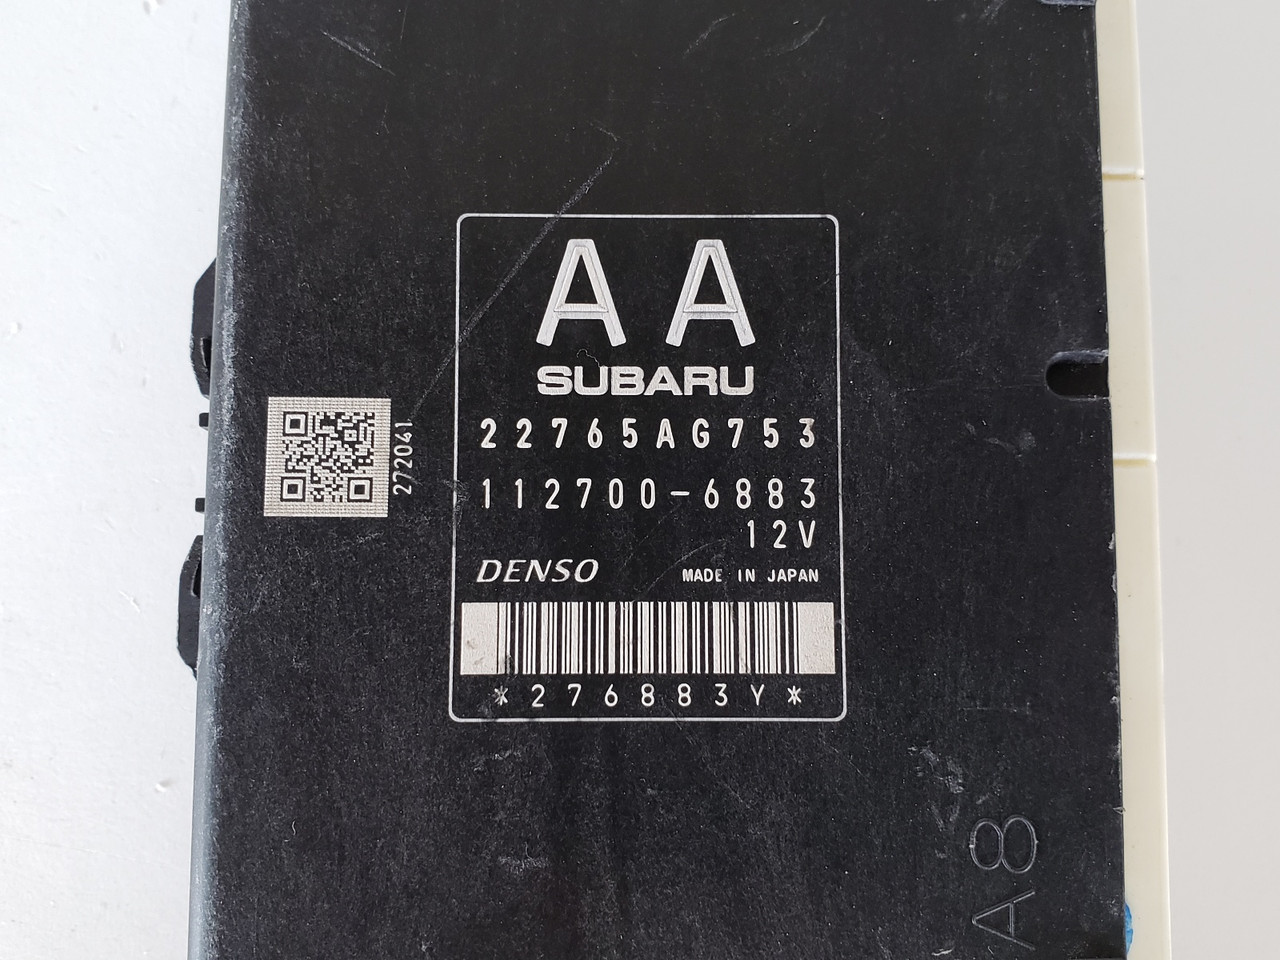 AA
SUBARU
22765AG753
112700-6883
12V
DENSO MADE IN JAPAN
*276883Y*
272041
A8